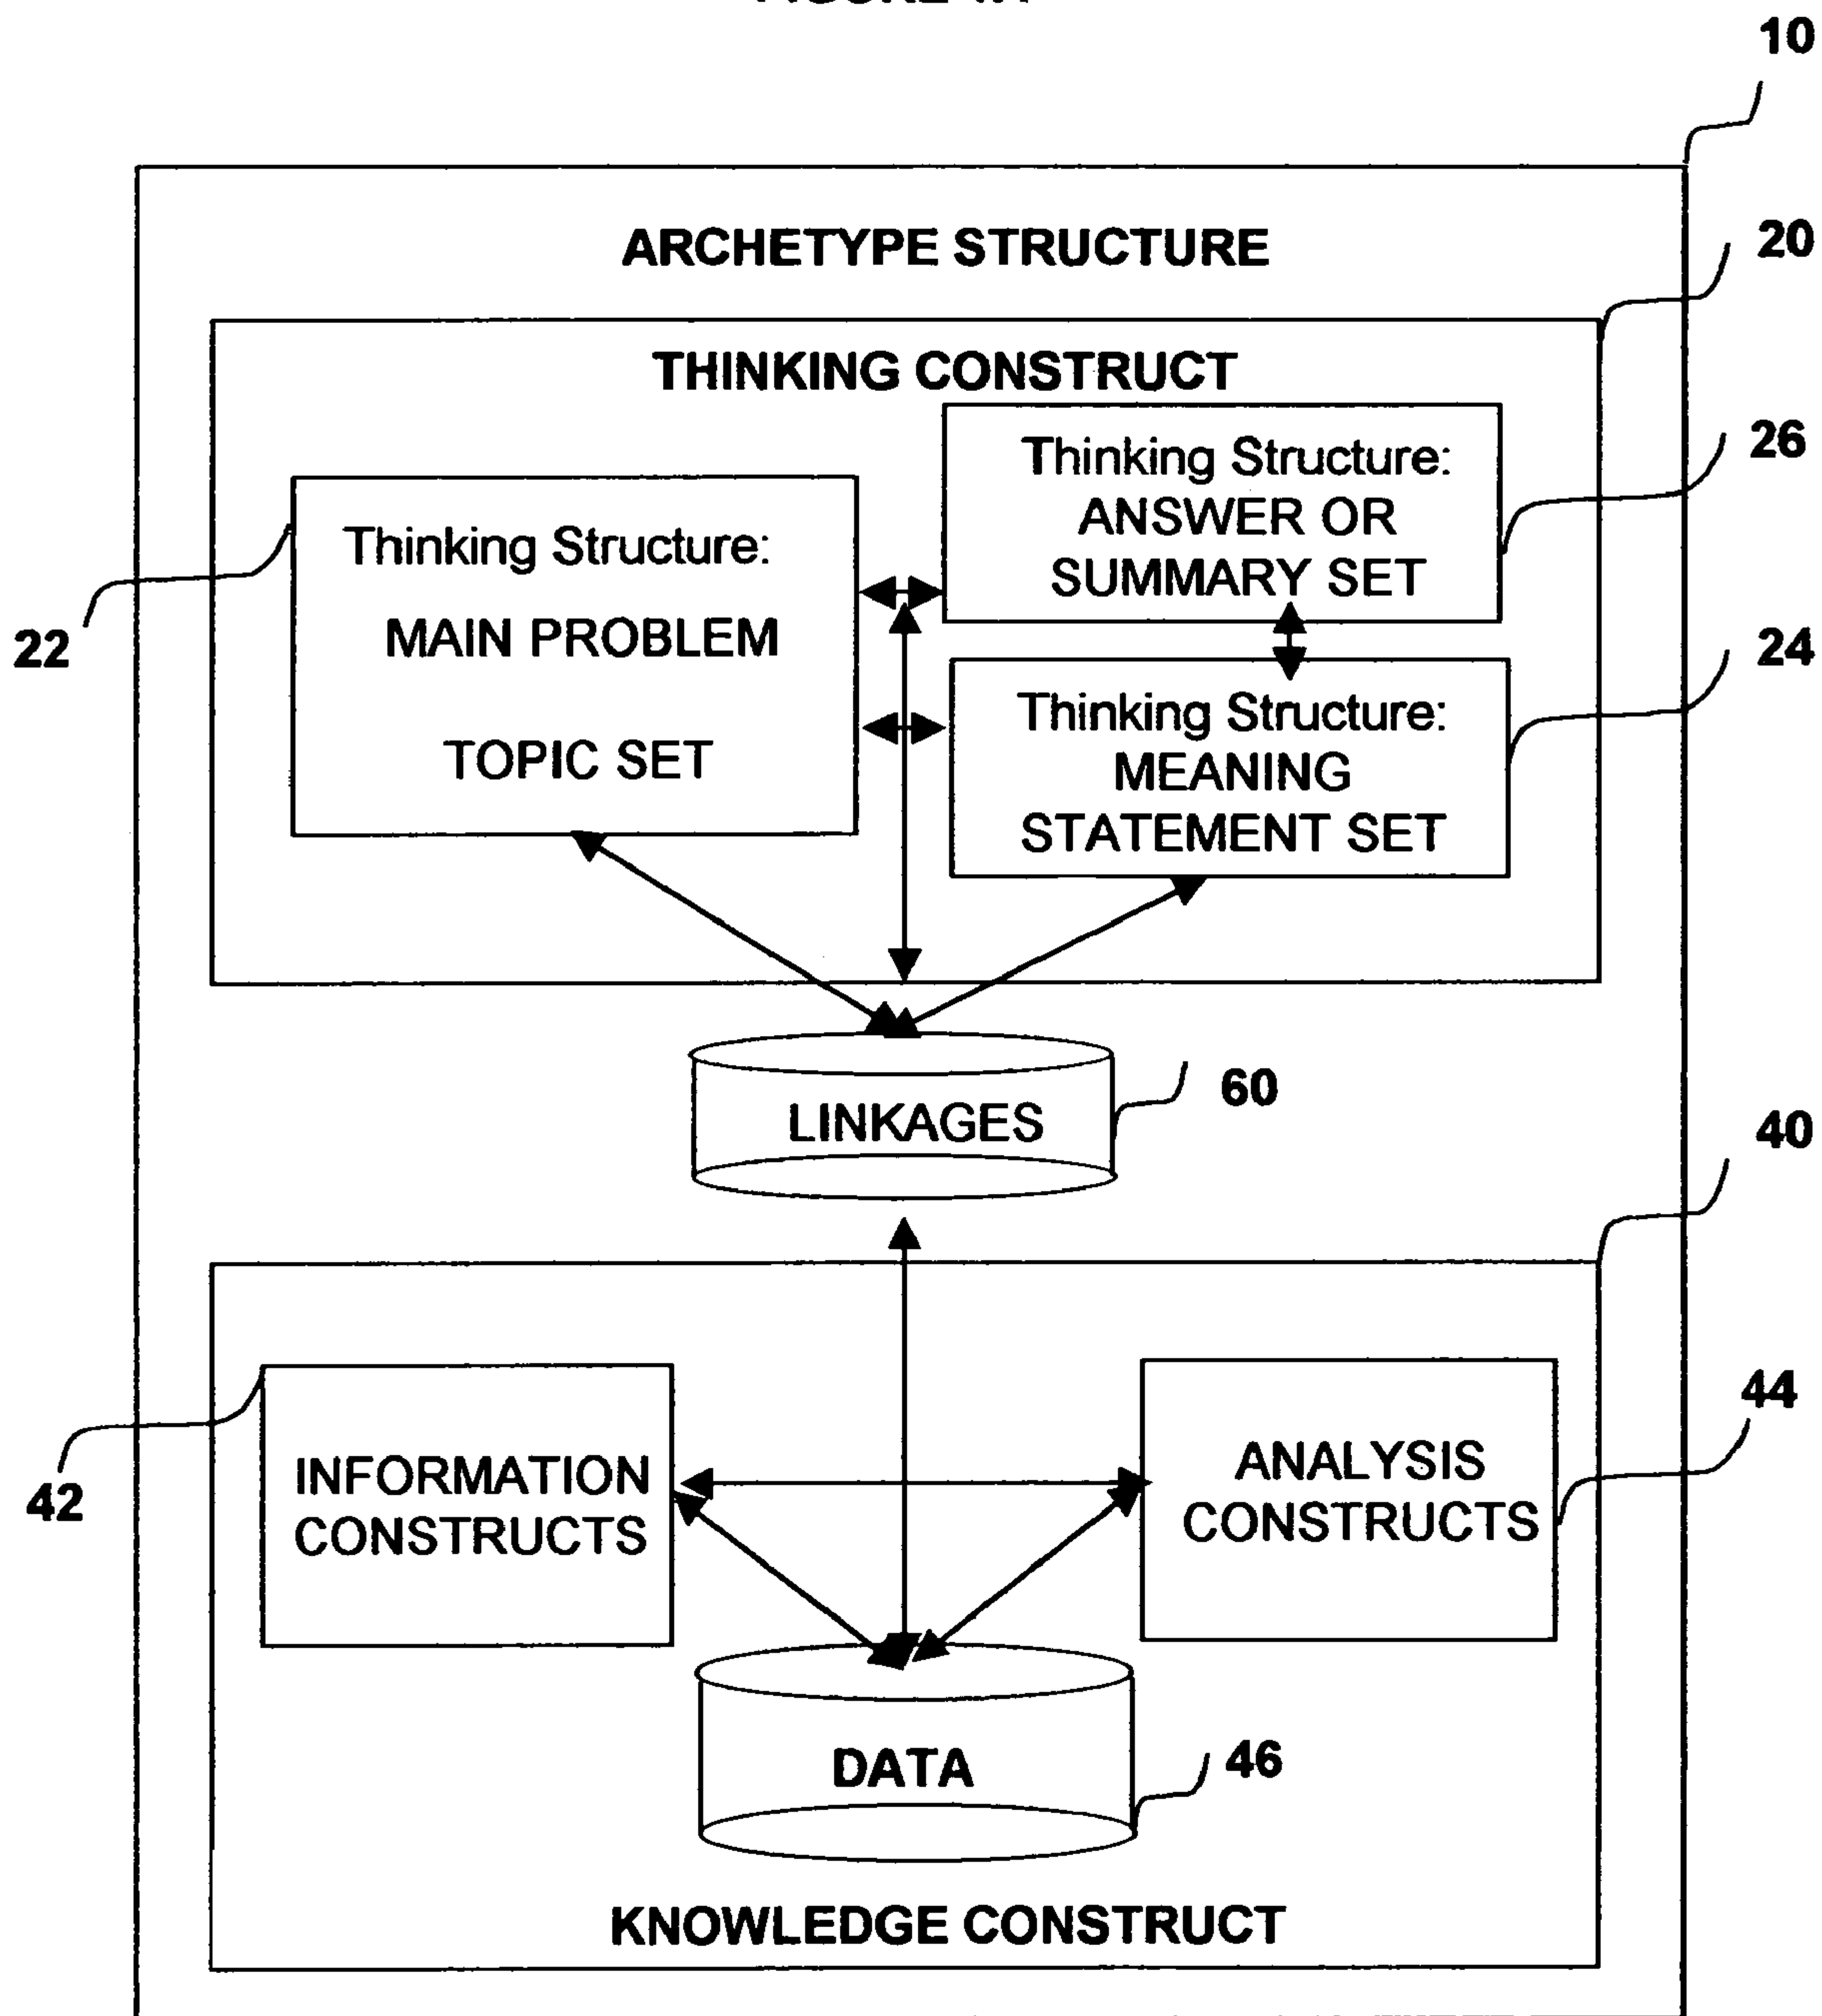 10
ARCHETYPE STRUCTURE
20
THINKING CONSTRUCT
Thinking Structure:
ANSWER OR
SUMMARY SET
26
Thinking Structure:
MAIN PROBLEM
TOPIC SET
22
Thinking Structure:
MEANING
STATEMENT SET
24
LINKAGES
60
40
INFORMATION
CONSTRUCTS
42
ANALYSIS
CONSTRUCTS
44
DATA
46
KNOWLEDGE CONSTRUCT